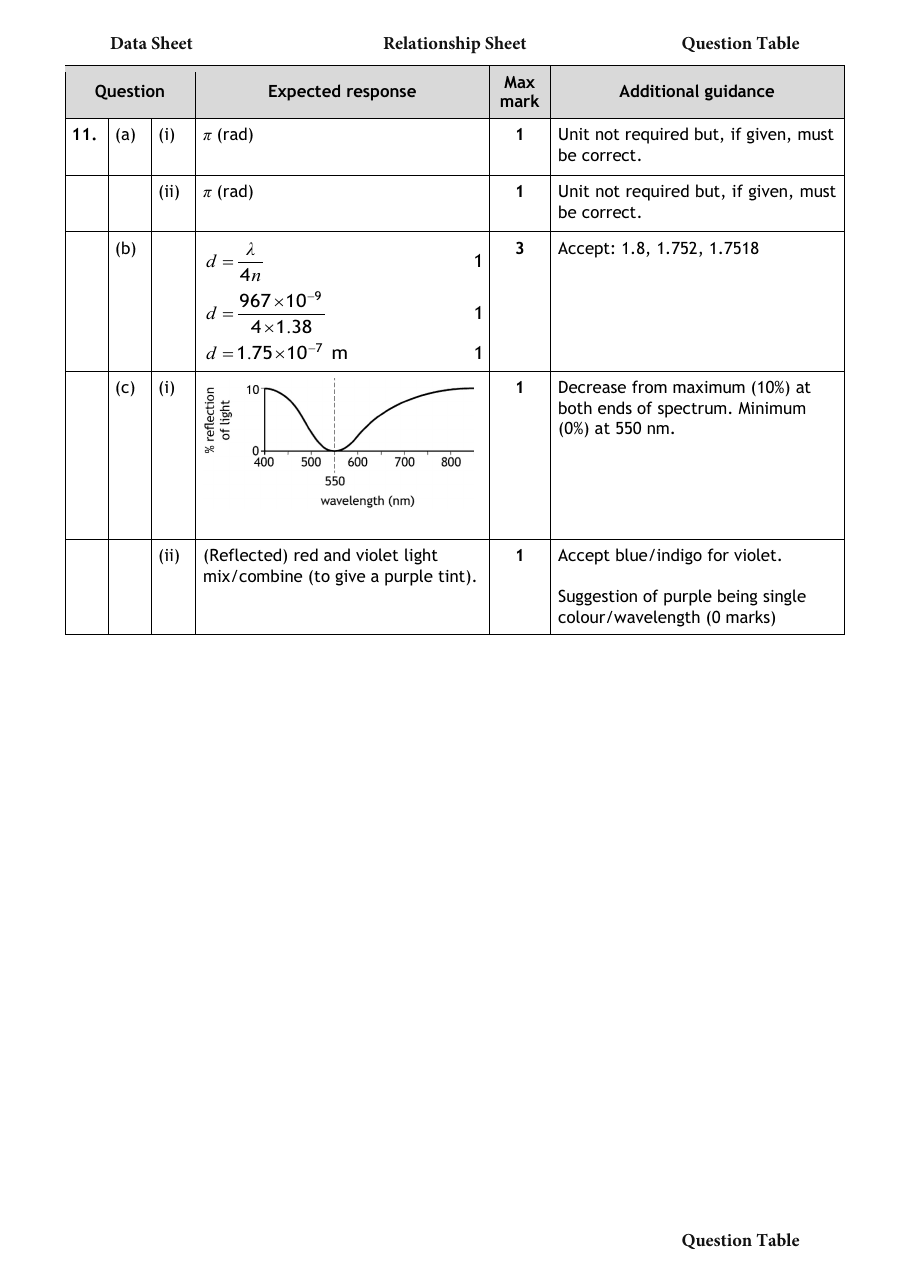 Data Sheet Relationship Sheet Question Table
Question Expected response Max mark Additional guidance
11. (a) (i) π (rad) 1 Unit not required but, if given, must
be correct.
(ii) π (rad) 1 Unit not required but, if given, must
be correct.
(b) d = λ/4n 1 3 Accept: 1.8, 1.752, 1.7518
d = 967×10⁻⁹/4×1.38 1
d = 1.75×10⁻⁷ m 1
(c) (i) 1 Decrease from maximum (10%) at
both ends of spectrum. Minimum
(0%) at 550 nm.
% reflection
of light
10
0
400 500 600 700 800
550
wavelength (nm)
(ii) (Reflected) red and violet light 1 Accept blue/indigo for violet.
mix/combine (to give a purple tint).
Suggestion of purple being single
colour/wavelength (0 marks)
Question Table